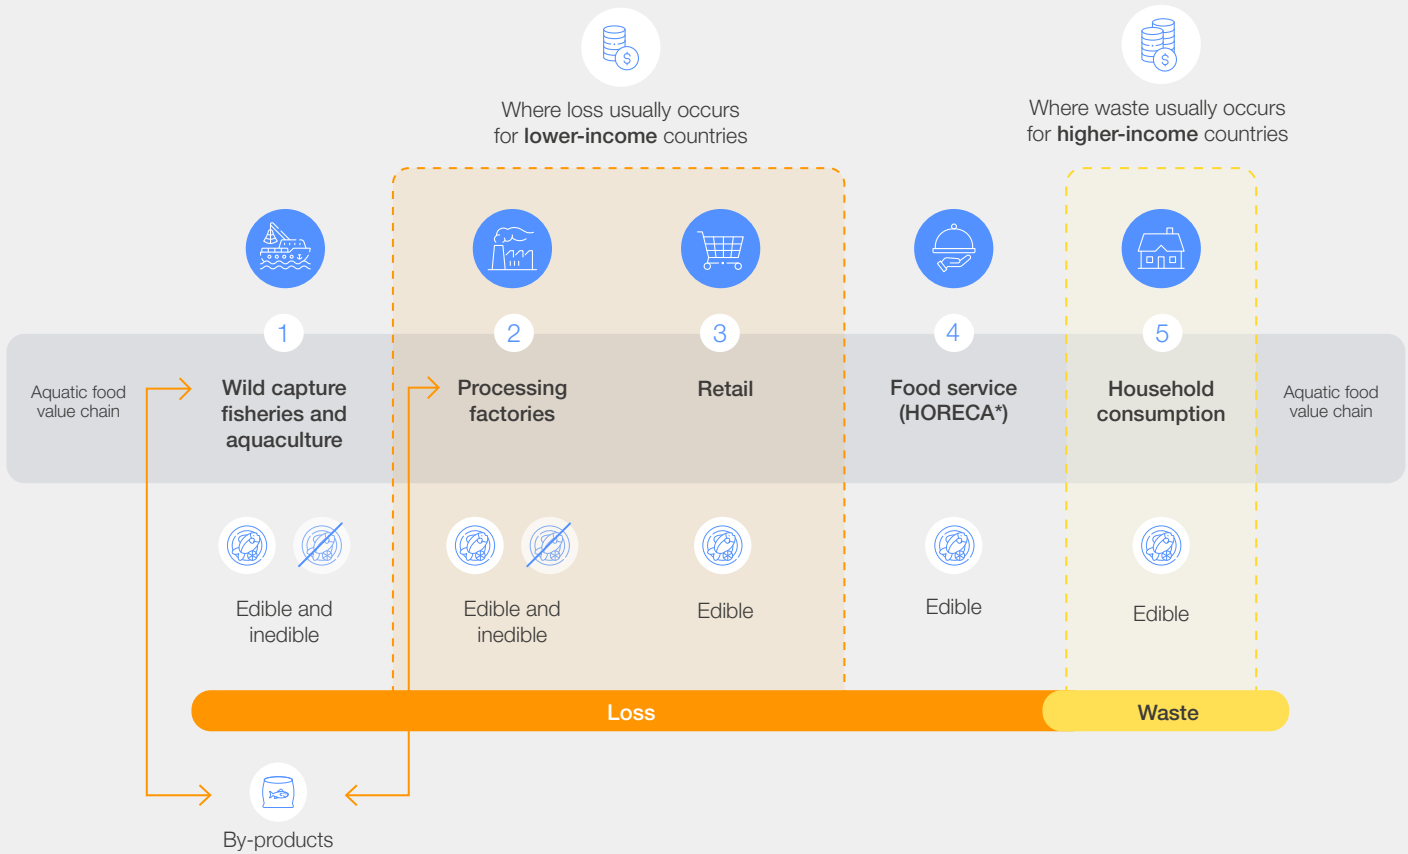 Where loss usually occurs
for lower-income countries
Where waste usually occurs
for higher-income countries
1
2
3
4
5
Aquatic food
value chain
Wild capture
fisheries and
aquaculture
Processing
factories
Retail
Food service
(HORECA*)
Household
consumption
Aquatic food
value chain
Edible and
inedible
Edible and
inedible
Edible
Edible
Edible
Loss
Waste
By-products